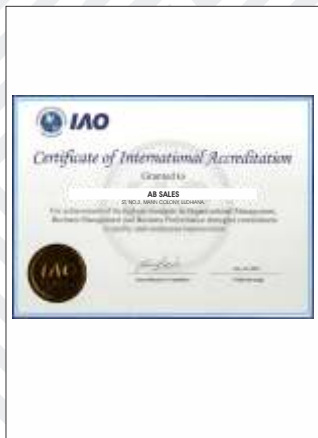 IAO
Certificate of International Accreditation
Granted to
AB SALES
For achievement of the highest standards in Organizational Management,
Business Management and Business Performance through a commitment
to quality and continuous improvement.
IAO